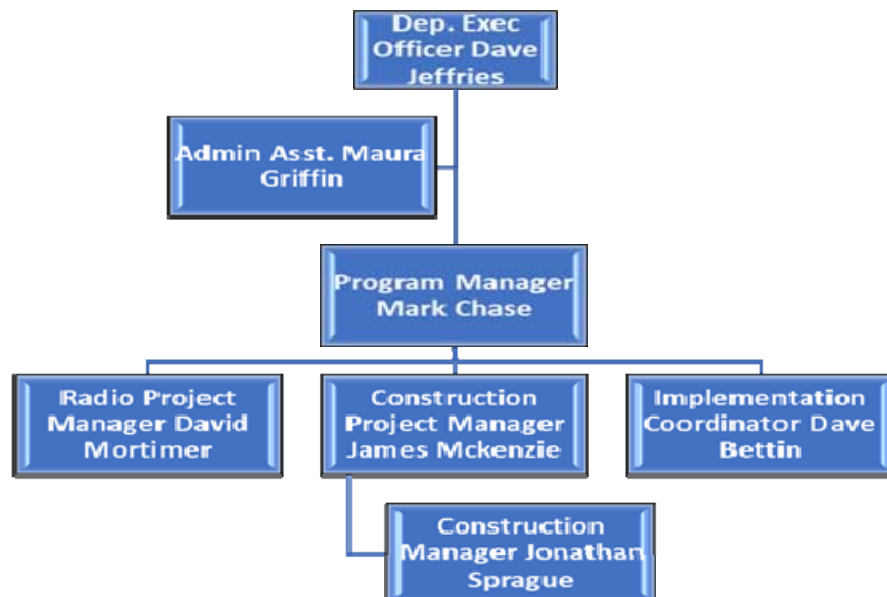 Dep. Exec
Officer Dave
Jeffries
Admin Asst. Maura
Griffin
Program Manager
Mark Chase
Radio Project
Manager David
Mortimer
Construction
Project Manager
James Mckenzie
Implementation
Coordinator Dave
Bettin
Construction
Manager Jonathan
Sprague